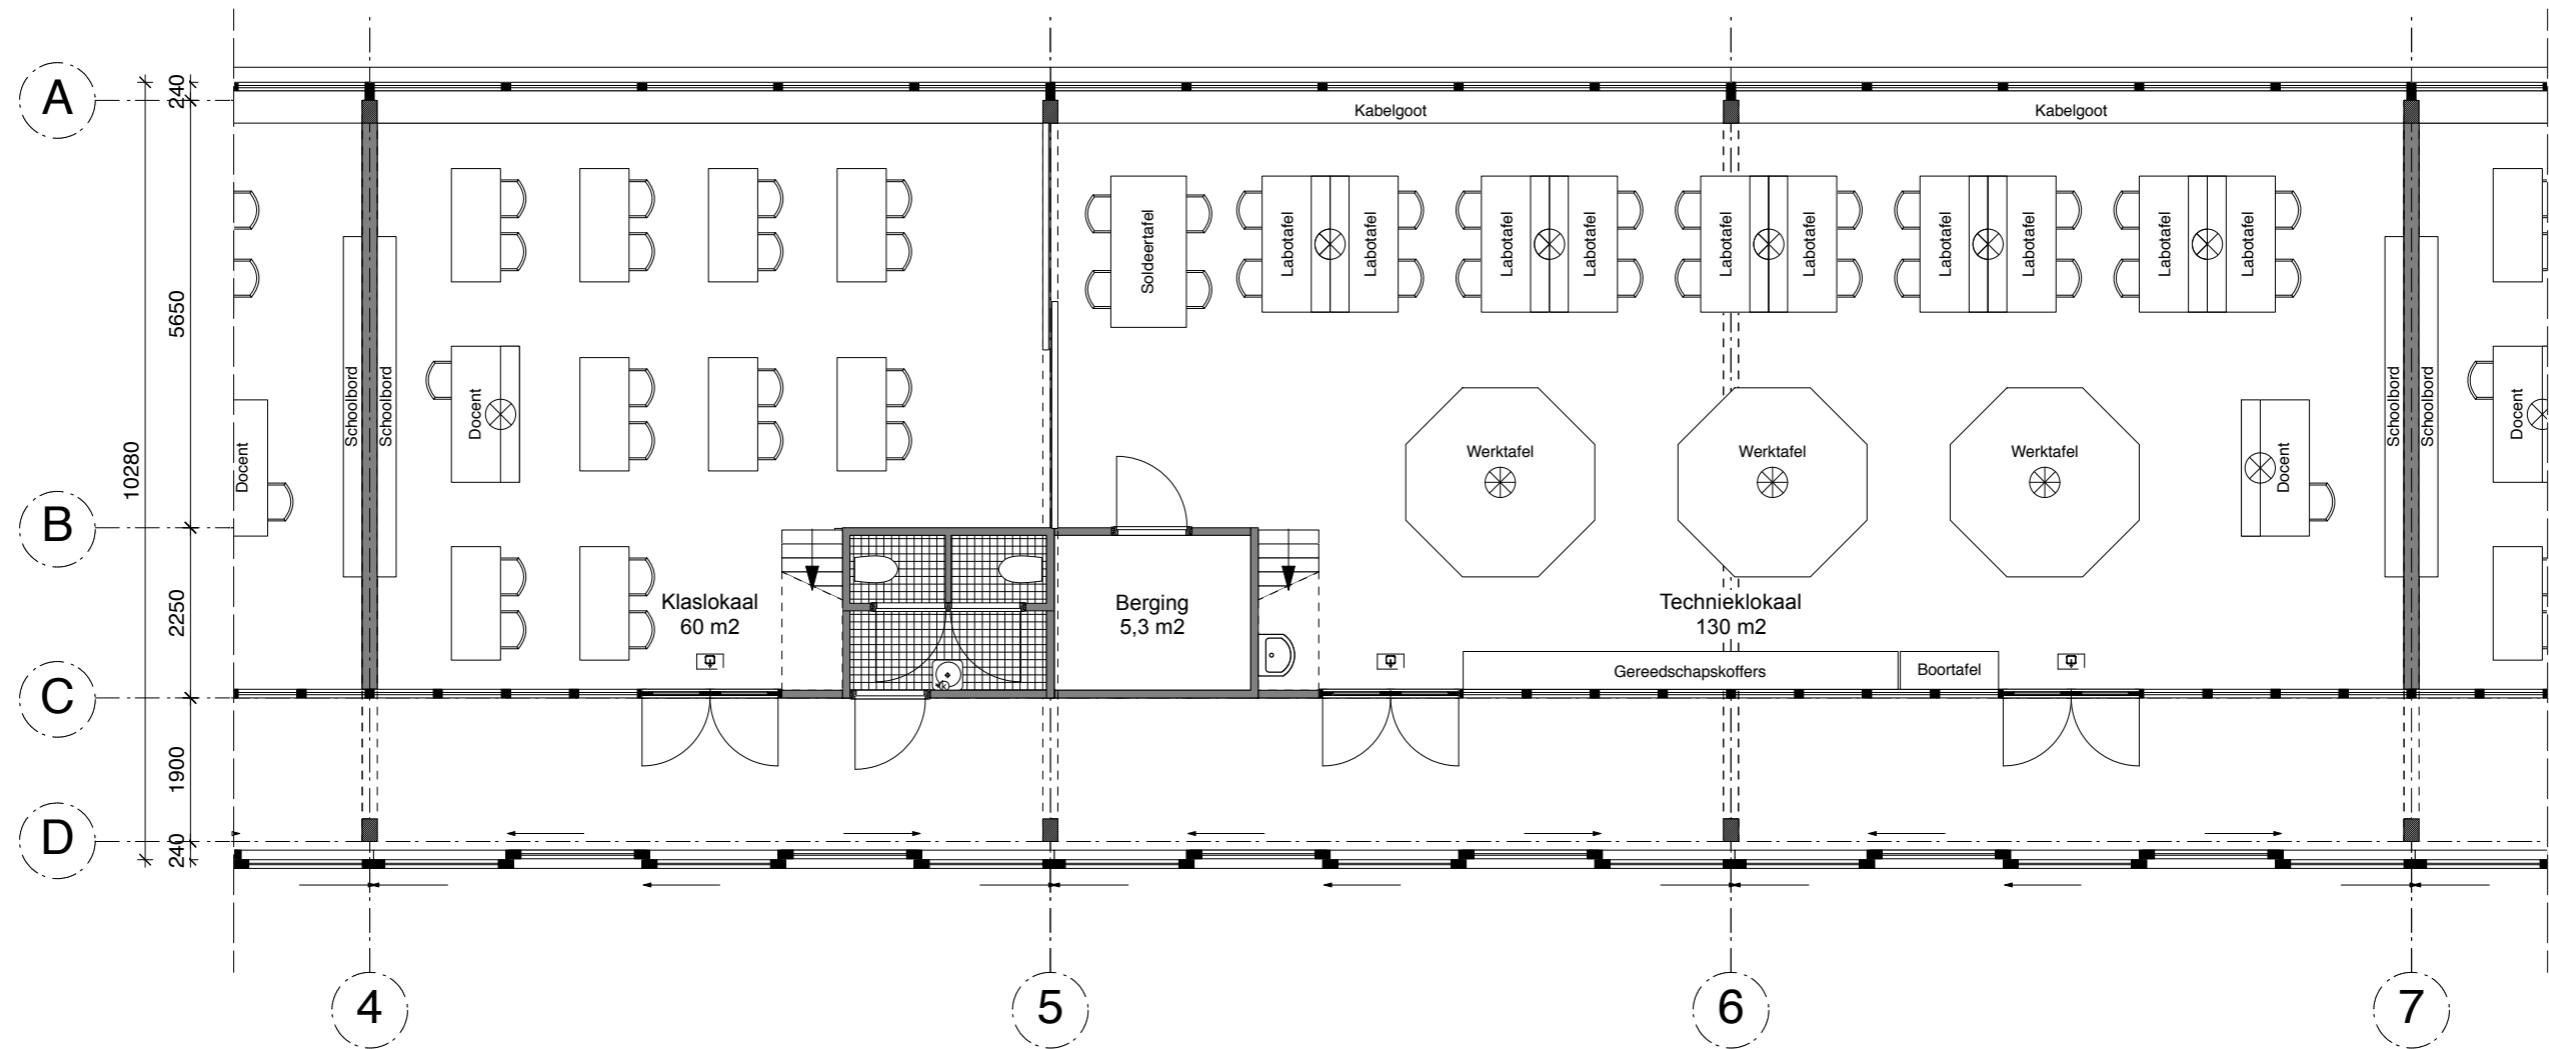 A
240
Kabelgoot
Kabelgoot
5650
10280
Soldeertafel
Labotafel
Labotafel
Labotafel
Labotafel
Labotafel
Labotafel
Labotafel
Labotafel
Labotafel
Labotafel
Docent
Schoolbord
Schoolbord
Docent
Werktafel
Werktafel
Werktafel
Docent
Schoolbord
Schoolbord
Docent
B
2250
Klaslokaal
60 m2
Berging
5,3 m2
Technieklokaal
130 m2
Gereedschapskoffers
Boortafel
C
1900
D
240
4
5
6
7